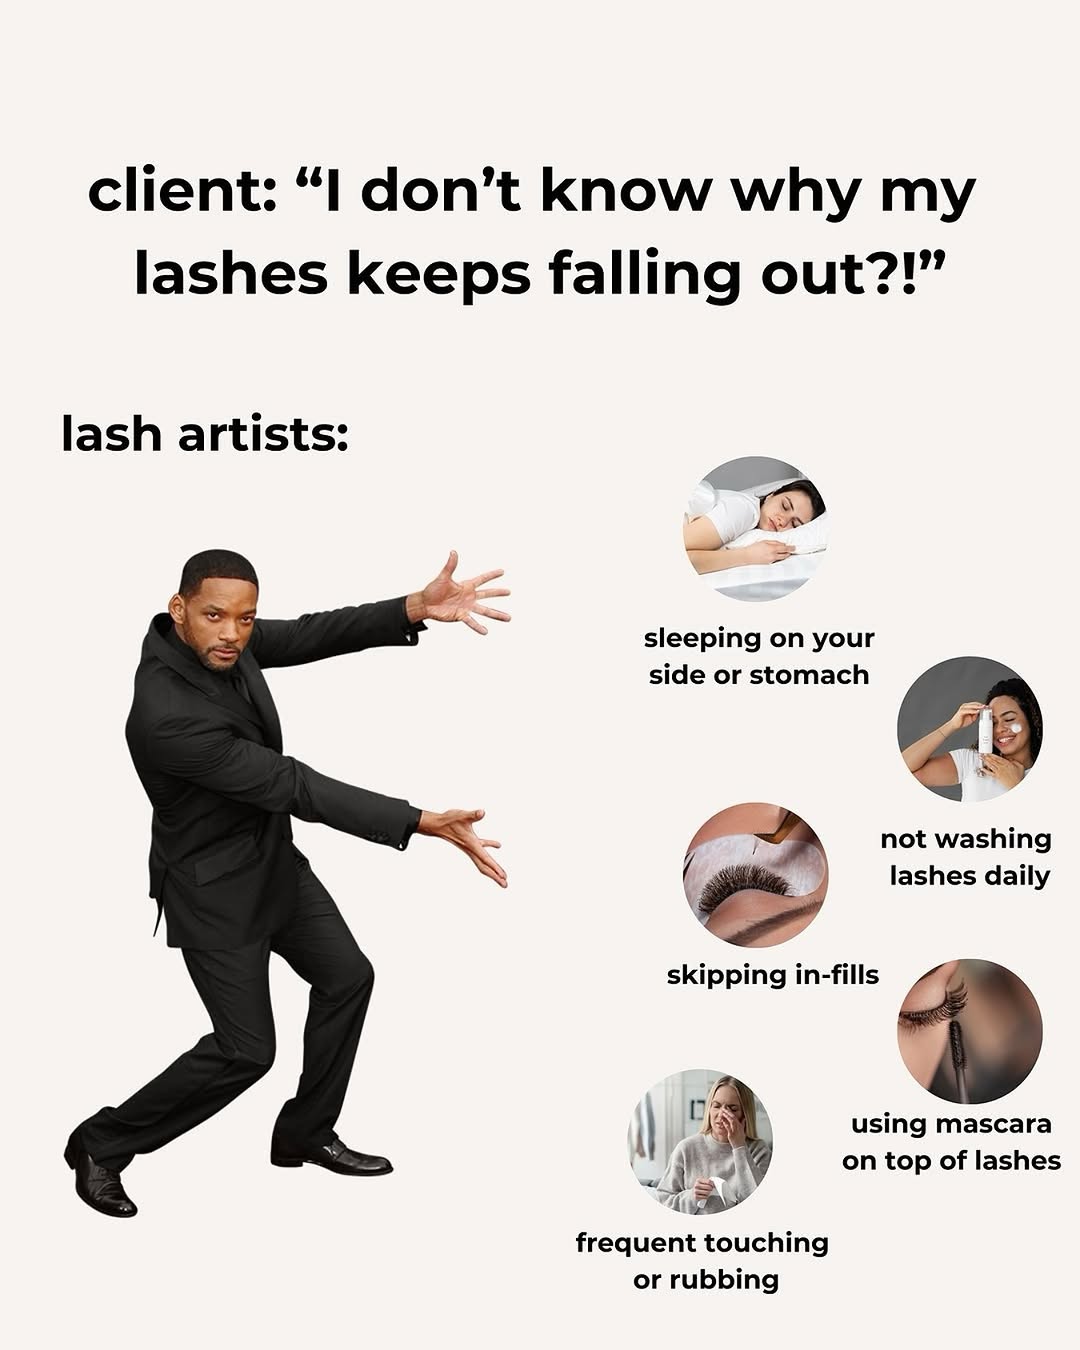 client: “I don’t know why my
lashes keeps falling out?!”
lash artists:
sleeping on your
side or stomach
not washing
lashes daily
skipping in-fills
using mascara
on top of lashes
frequent touching
or rubbing